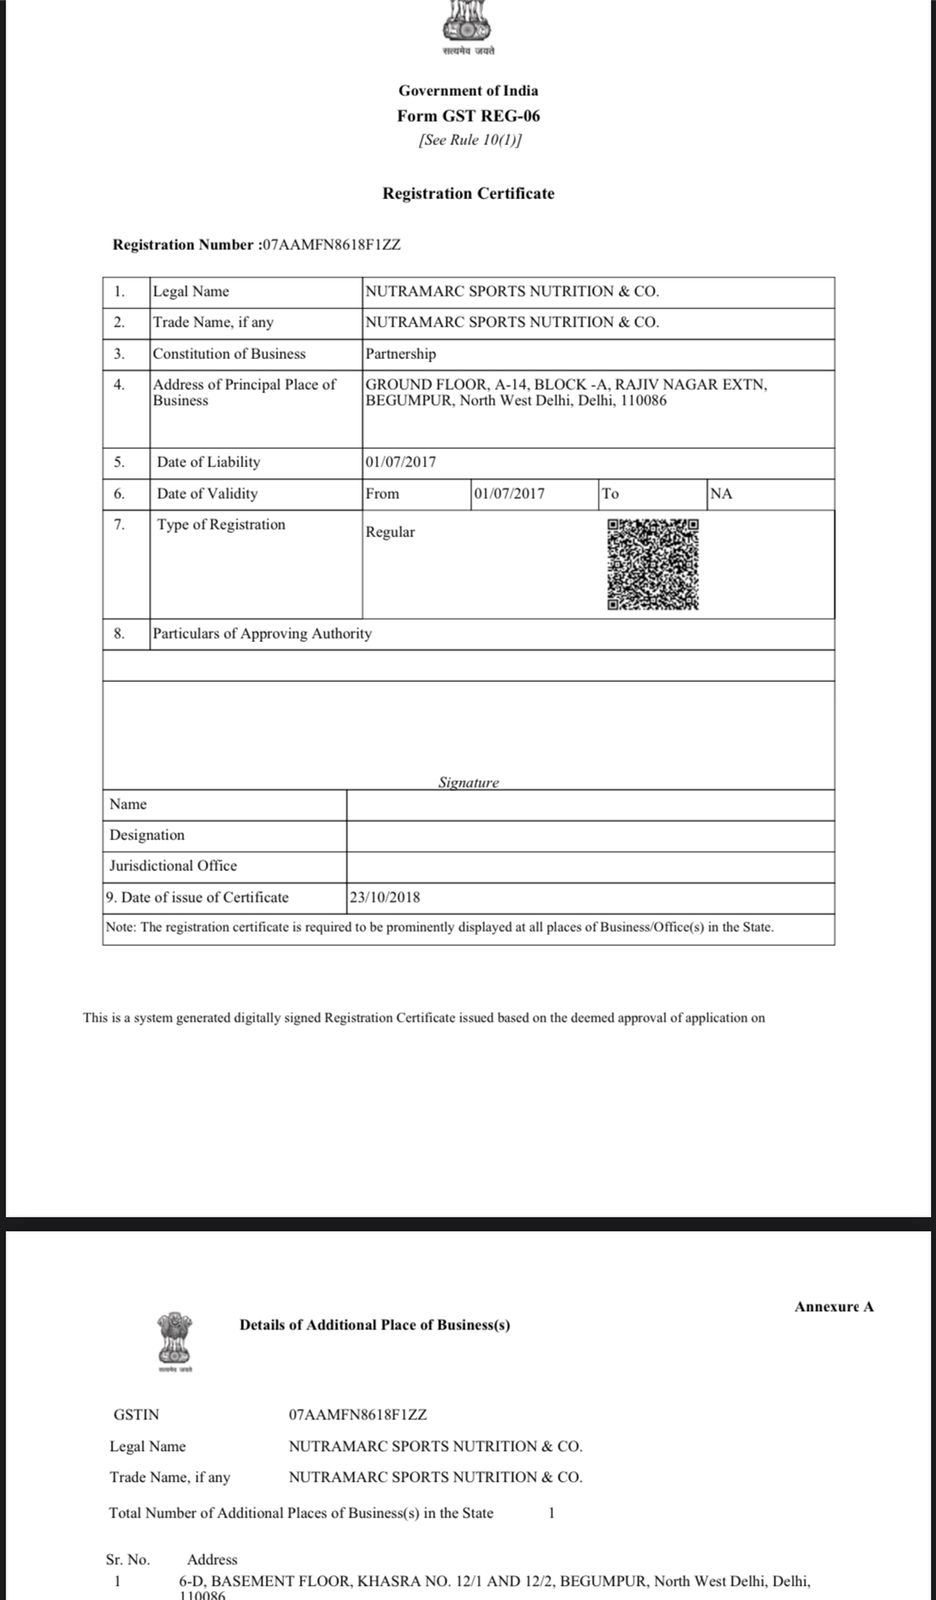 सत्यमेव जयते
Government of India
Form GST REG-06
[See Rule 10(1)]
Registration Certificate
Registration Number :07AAMFN8618F1ZZ
1. Legal Name NUTRAMARC SPORTS NUTRITION & CO.
2. Trade Name, if any NUTRAMARC SPORTS NUTRITION & CO.
3. Constitution of Business Partnership
4. Address of Principal Place of GROUND FLOOR, A-14, BLOCK -A, RAJIV NAGAR EXTN,
Business BEGUMPUR, North West Delhi, Delhi, 110086
5. Date of Liability 01/07/2017
6. Date of Validity From 01/07/2017 To NA
7. Type of Registration Regular
8. Particulars of Approving Authority
Signature
Name
Designation
Jurisdictional Office
9. Date of issue of Certificate 23/10/2018
Note: The registration certificate is required to be prominently displayed at all places of Business/Office(s) in the State.
This is a system generated digitally signed Registration Certificate issued based on the deemed approval of application on
Annexure A
Details of Additional Place of Business(s)
सत्यमेव जयते
GSTIN 07AAMFN8618F1ZZ
Legal Name NUTRAMARC SPORTS NUTRITION & CO.
Trade Name, if any NUTRAMARC SPORTS NUTRITION & CO.
Total Number of Additional Places of Business(s) in the State 1
Sr. No. Address
1 6-D, BASEMENT FLOOR, KHASRA NO. 12/1 AND 12/2, BEGUMPUR, North West Delhi, Delhi,
110086